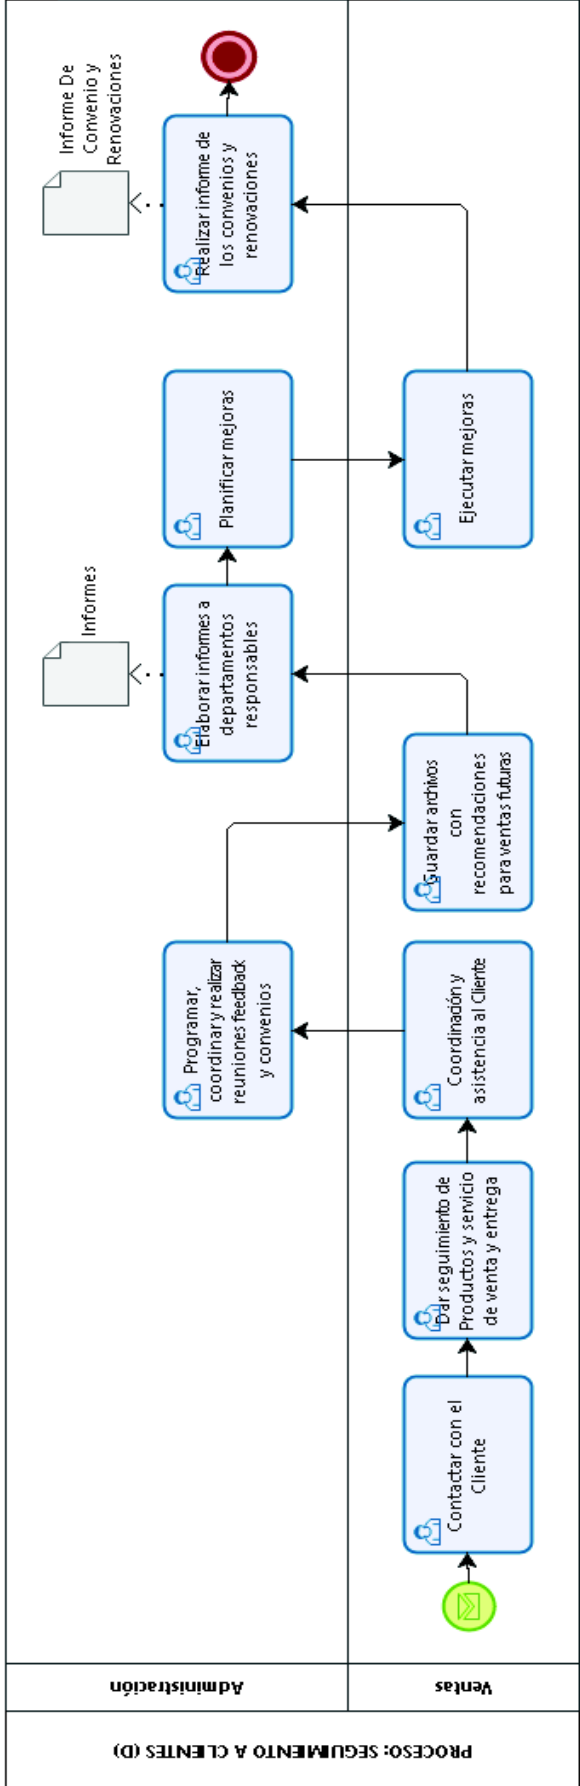 PROCESO: SEGUIMIENTO A CLIENTES (D)
Administración
Ventas
Contactar con el
Cliente
Dar seguimiento de
Productos y servicio
de venta y entrega
Coordinación y
asistencia al Cliente
Programar,
coordinar y realizar
reuniones feedback
y convenios
Guardar archivos
con
recomendaciones
para ventas futuras
Elaborar informes a
departamentos
responsables
Informes
Planificar mejoras
Ejecutar mejoras
Realizar informe de
los convenios y
renovaciones
Informe De
Convenio y
Renovaciones